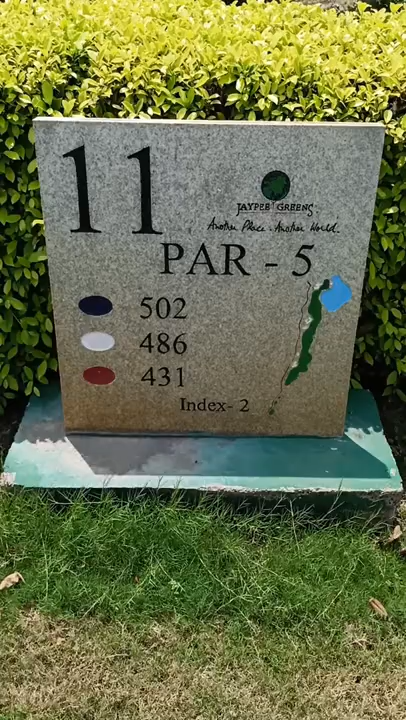 11
JAYPEE GREENS
Another Place. Another World.
PAR - 5
502
486
431
Index- 2